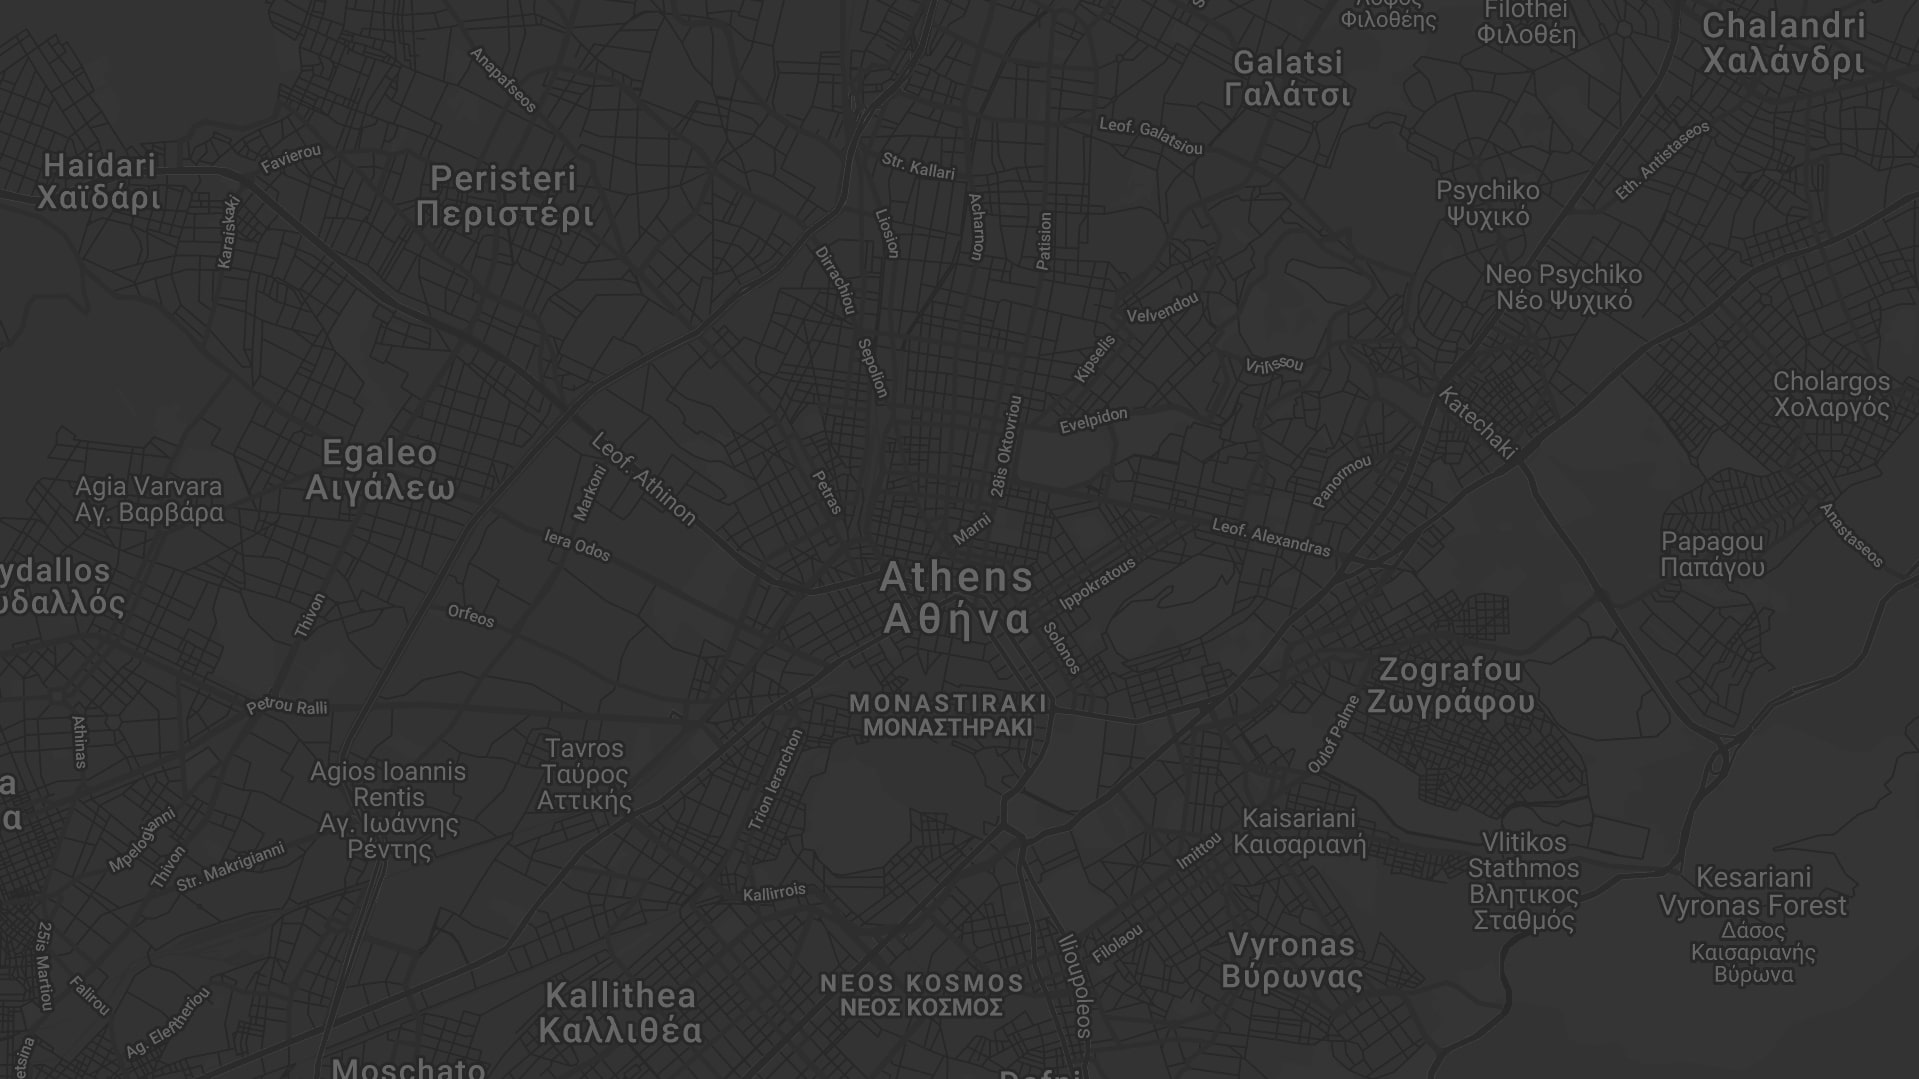 Φιλοθέης
Filothei
Φιλοθέη
Chalandri
Χαλάνδρι
Galatsi
Γαλάτσι
Anapafseos
Leof. Galatsiou
Eth. Antistaseos
Haidari
Χαϊδάρι
Favierou
Peristeri
Περιστέρι
Str. Kallari
Psychiko
Ψυχικό
Karaiskaki
Liosion
Acharnon
Patision
Dirrachiou
Neo Psychiko
Νέο Ψυχικό
Velvendou
Sepolion
Kipselis
Vrilissou
Katechaki
Cholargos
Χολαργός
Evelpidon
28is Oktovriou
Egaleo
Αιγάλεω
Leof. Athinon
Markoni
Petras
Panormou
Agia Varvara
Αγ. Βαρβάρα
Marni
Leof. Alexandras
Anastaseos
Iera Odos
Papagou
Παπάγου
ydallos
υδαλλός
Athens
Αθήνα
Ippokratous
Thivon
Orfeos
Solonos
Zografou
Ζωγράφου
Petrou Ralli
MONASTIRAKI
ΜΟΝΑΣΤΗΡΑΚΙ
Athinas
Oulof Palme
Tavros
Ταύρος
Αττικής
Trion Ierarchon
Agios Ioannis
Rentis
Αγ. Ιωάννης
Ρέντης
a
α
Mpelogianni
Thivon
Str. Makrigianni
Kaisariani
Καισαριανή
Imittou
Vlitikos
Stathmos
Βλητικος
Σταθμός
Kallirrois
Kesariani
Vyronas Forest
Δάσος
Καισαριανής
Βύρωνα
25is Martiou
Filolaou
Ilioupoleos
Vyronas
Βύρωνας
Falirou
Ag. Eleftheriou
NEOS KOSMOS
ΝΕΟΣ ΚΟΣΜΟΣ
Kallithea
Καλλιθέα
etsina
Moschato
Dafni